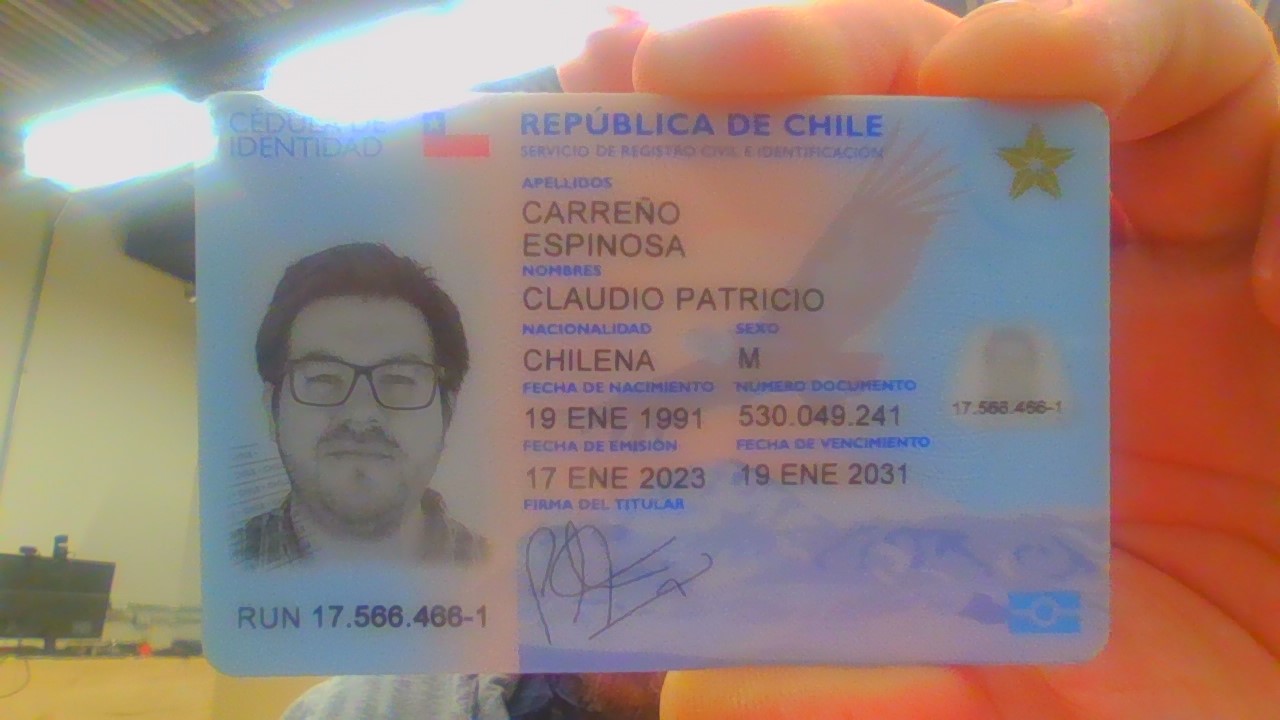 CÉDULA DE
IDENTIDAD
REPÚBLICA DE CHILE
SERVICIO DE REGISTRO CIVIL E IDENTIFICACIÓN
APELLIDOS
CARREÑO
ESPINOSA
NOMBRES
CLAUDIO PATRICIO
NACIONALIDAD SEXO
CHILENA M
FECHA DE NACIMIENTO NÚMERO DOCUMENTO
19 ENE 1991 530.049.241
17.566.466-1
FECHA DE EMISIÓN FECHA DE VENCIMIENTO
17 ENE 2023 19 ENE 2031
FIRMA DEL TITULAR
RUN 17.566.466-1